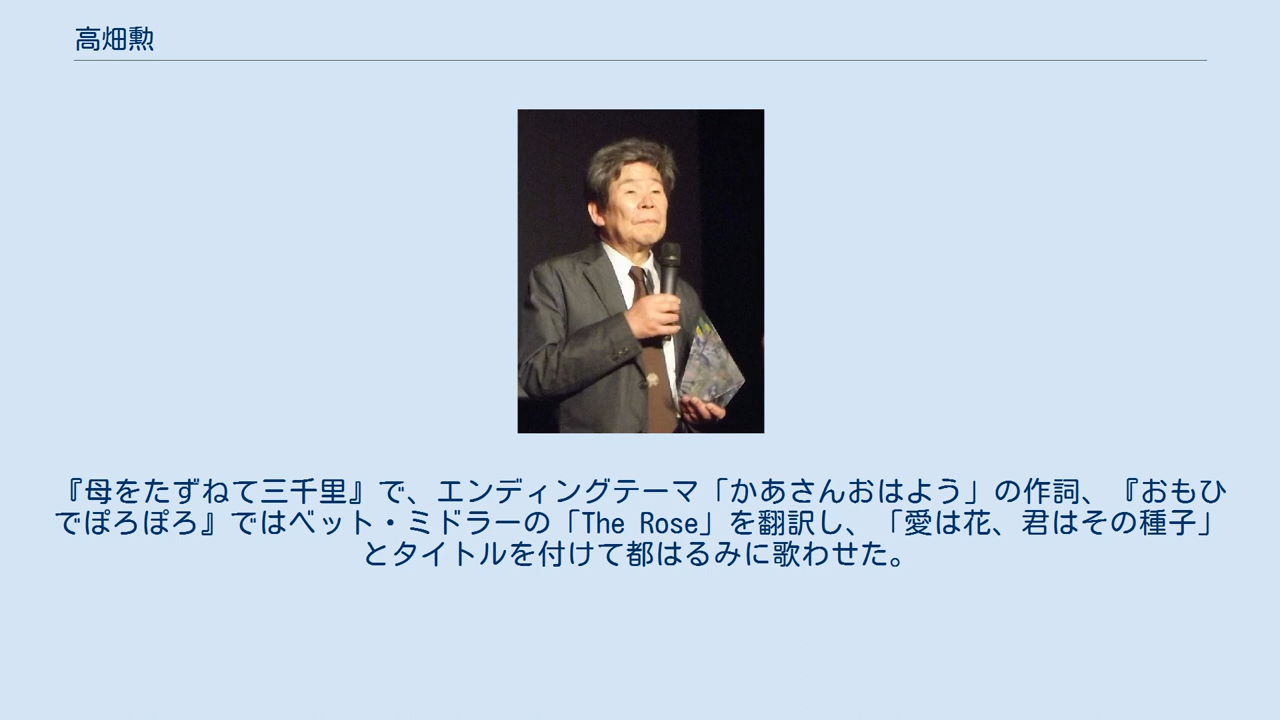 高畑勲
『母をたずねて三千里』で、エンディングテーマ「かあさんおはよう」の作詞、『おもひ
でぽろぽろ』ではベット・ミドラーの「The Rose」を翻訳し、「愛は花、君はその種子」
とタイトルを付けて都はるみに歌わせた。